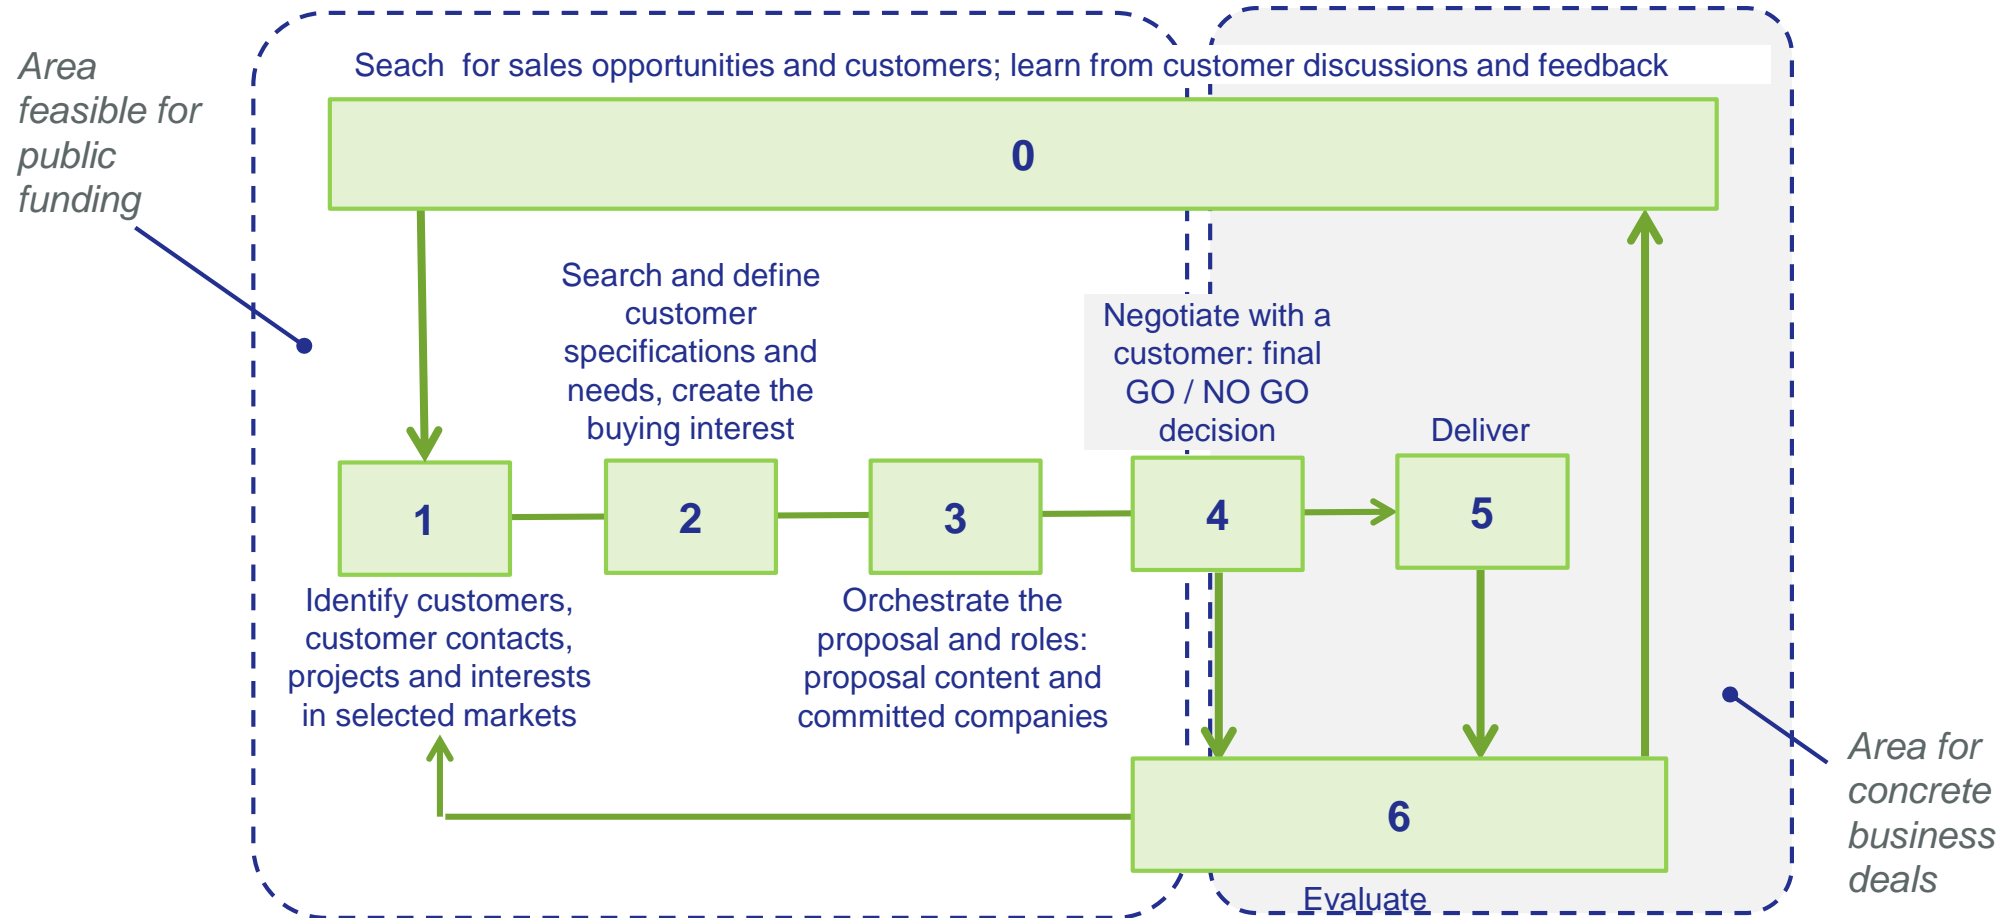 Area
feasible for
public
funding
Seach  for sales opportunities and customers; learn from customer discussions and feedback
0
Search and define
customer
specifications and
needs, create the
buying interest
Negotiate with a
customer: final
GO / NO GO
decision
Deliver
1
2
3
4
5
Identify customers,
customer contacts,
projects and interests
in selected markets
Orchestrate the
proposal and roles:
proposal content and
committed companies
6
Evaluate
Area for
concrete
business
deals